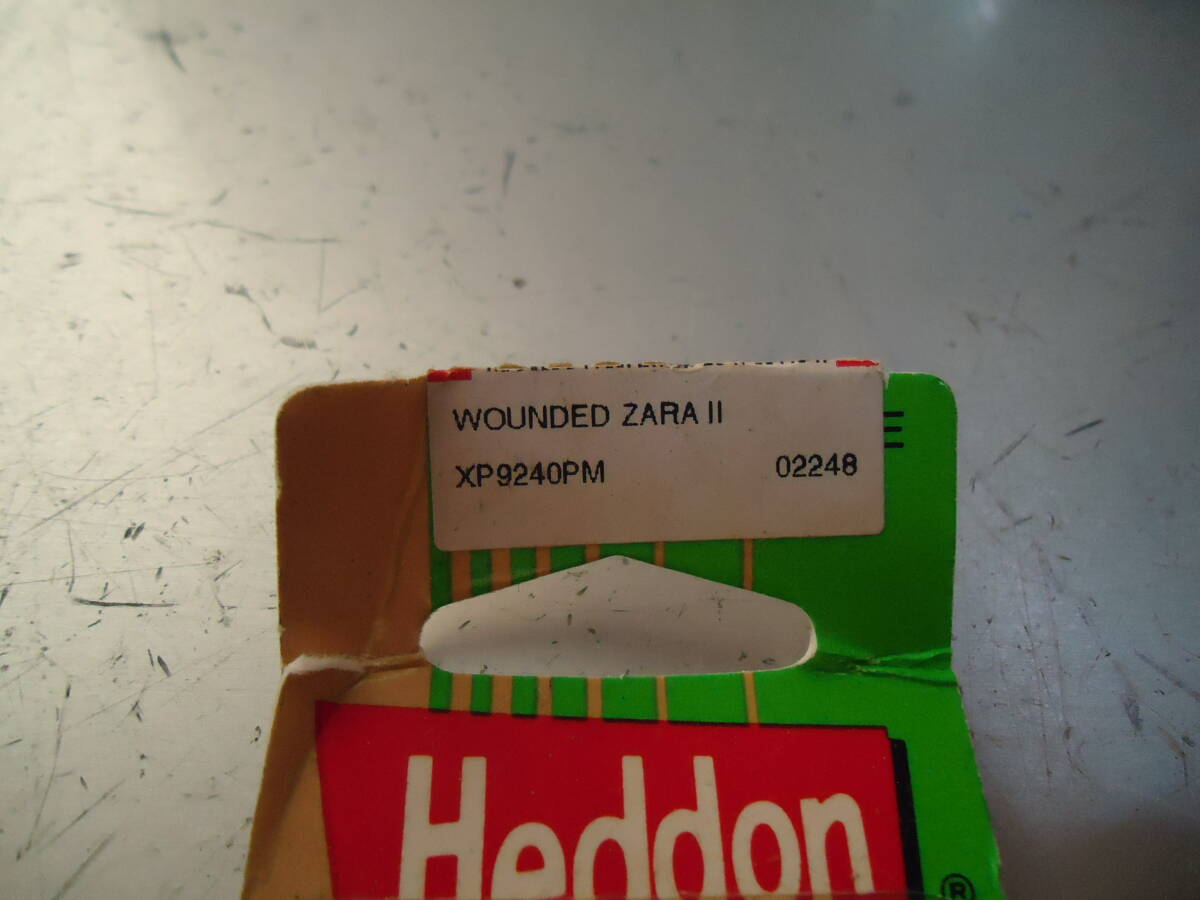 WOUNDED ZARA II
XP9240PM 02248
Heddon
®